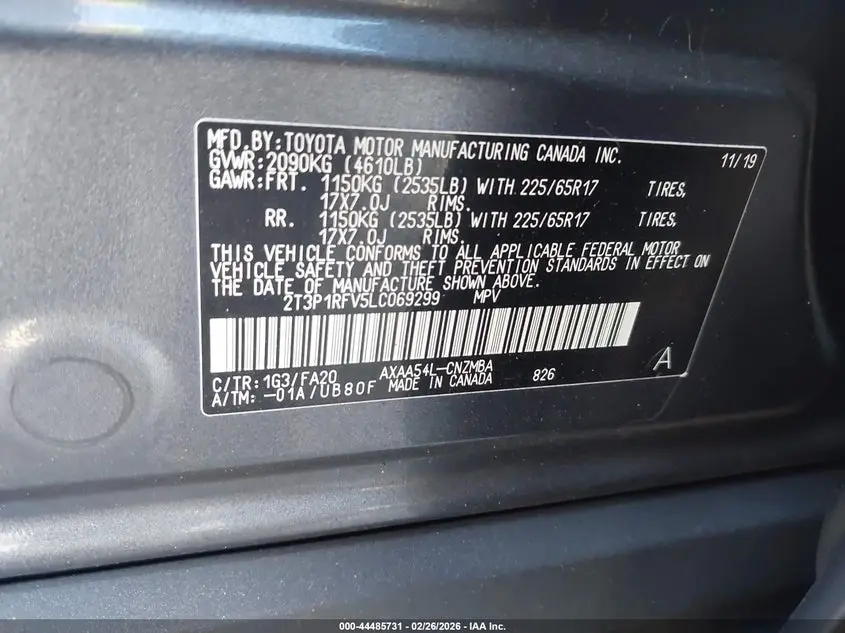 MFD.BY:TOYOTA MOTOR MANUFACTURING CANADA INC. 11/19
GVWR:2090KG (4610LB)
GAWR:FRT. 1150KG (2535LB) WITH 225/65R17 TIRES,
17X7.0J RIMS.
RR. 1150KG (2535LB) WITH 225/65R17 TIRES,
17X7.0J RIMS.
THIS VEHICLE CONFORMS TO ALL APPLICABLE FEDERAL MOTOR
VEHICLE SAFETY AND THEFT PREVENTION STANDARDS IN EFFECT ON
THE DATE OF MANUFACTURE SHOWN ABOVE.
2T3P1RFV5LC069299 MPV
C/TR:1G3/FA20 AXAA54L-CNZMBA
A/TM:-01A/UB80F MADE IN CANADA 826 A
000-44485731 / 02/26/2026 - IAA Inc.